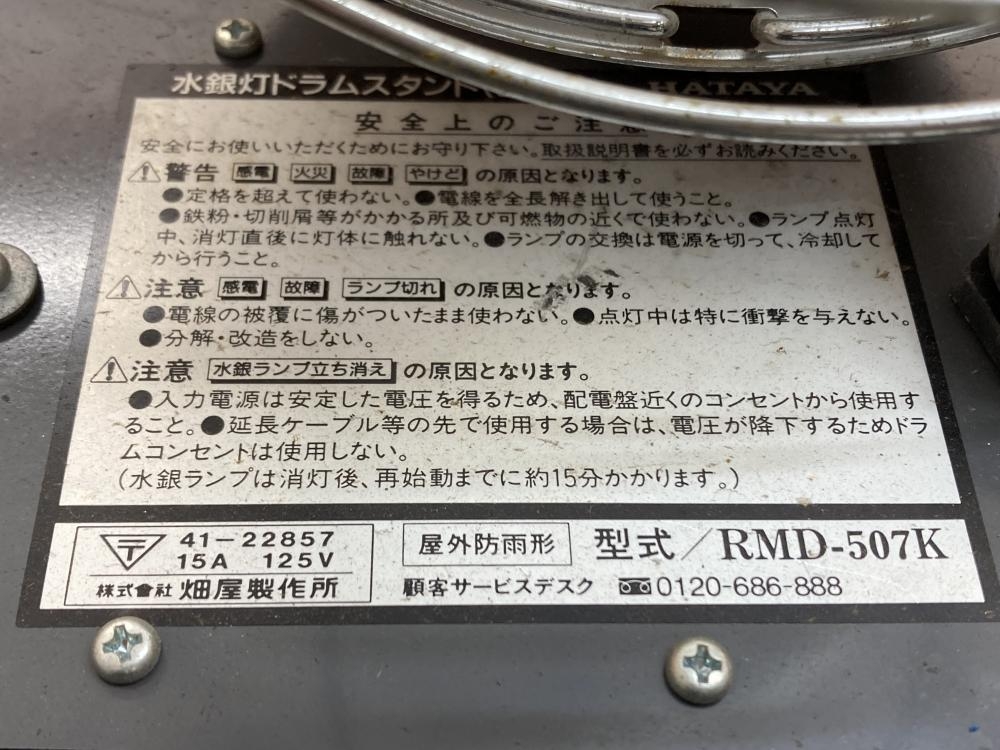 水銀灯ドラムスタンド HATAYA
安全上のご注意
安全にお使いいただくためにお守り下さい。取扱説明書を必ずお読みください。
⚠警告 感電 火災 故障 やけど の原因となります。
●定格を超えて使わない。●電線を全長解き出して使うこと。
●鉄粉・切削屑等がかかる所及び可燃物の近くで使わない。●ランプ点灯
中、消灯直後に灯体に触れない。●ランプの交換は電源を切って、冷却して
から行うこと。
⚠注意 感電 故障 ランプ切れ の原因となります。
●電線の被覆に傷がついたまま使わない。●点灯中は特に衝撃を与えない。
●分解・改造をしない。
⚠注意 水銀ランプ立ち消え の原因となります。
●入力電源は安定した電圧を得るため、配電盤近くのコンセントから使用す
ること。●延長ケーブル等の先で使用する場合は、電圧が降下するためドラ
ムコンセントは使用しない。
(水銀ランプは消灯後、再始動までに約15分かかります。)
41-22857
15A 125V
株式会社 畑屋製作所
屋外防雨形 型式/RMD-507K
顧客サービスデスク 0120-686-888